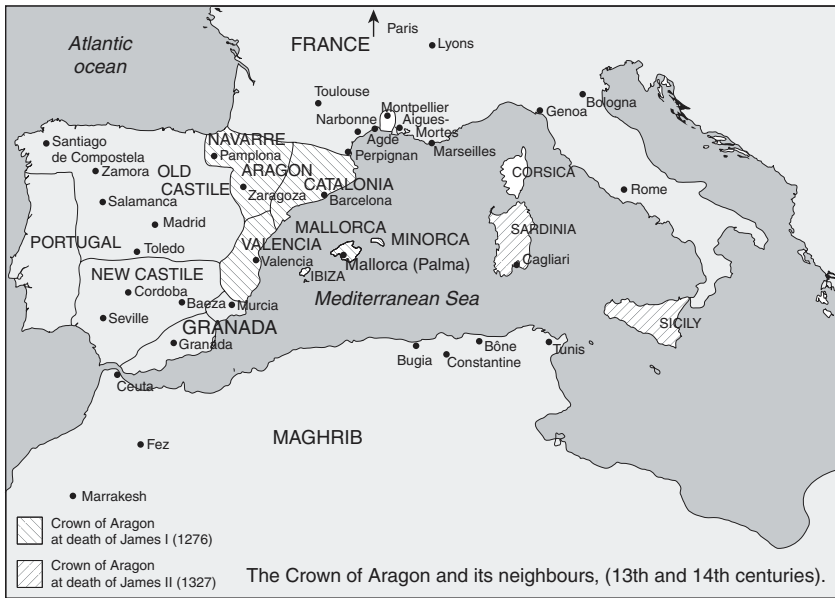 Atlantic
ocean
FRANCE
Paris
Lyons
Toulouse
Montpellier
Narbonne
Aigues-
Mortes
Agde
Perpignan
Marseilles
Genoa
Bologna
Santiago
de Compostela
Zamora
OLD
CASTILE
NAVARRE
Pamplona
ARAGON
Zaragoza
CATALONIA
Barcelona
CORSICA
Rome
Salamanca
Madrid
PORTUGAL
Toledo
VALENCIA
Valencia
MALLORCA
MINORCA
Mallorca (Palma)
IBIZA
SARDINIA
Cagliari
NEW CASTILE
Cordoba
Baeza
Murcia
Seville
GRANADA
Granada
Mediterranean Sea
SICILY
Ceuta
Bugia
Bône
Constantine
Tunis
Fez
MAGHRIB
Marrakesh
Crown of Aragon
at death of James I (1276)
Crown of Aragon
at death of James II (1327)
The Crown of Aragon and its neighbours, (13th and 14th centuries).